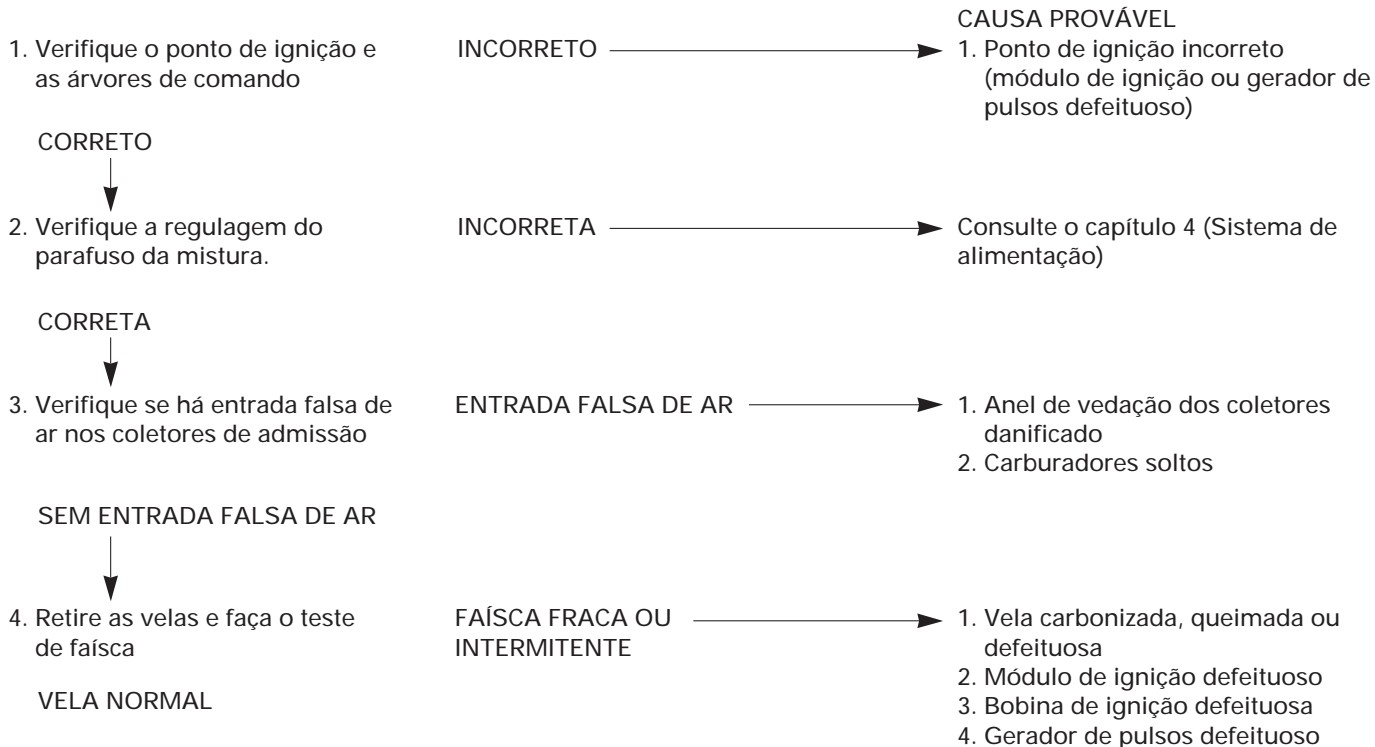 CAUSA PROVÁVEL
1. Verifique o ponto de ignição e
as árvores de comando
INCORRETO
1. Ponto de ignição incorreto
(módulo de ignição ou gerador de
pulsos defeituoso)
CORRETO
2. Verifique a regulagem do
parafuso da mistura.
INCORRETA
Consulte o capítulo 4 (Sistema de
alimentação)
CORRETA
3. Verifique se há entrada falsa de
ar nos coletores de admissão
ENTRADA FALSA DE AR
1. Anel de vedação dos coletores
danificado
2. Carburadores soltos
SEM ENTRADA FALSA DE AR
4. Retire as velas e faça o teste
de faísca
FAÍSCA FRACA OU
INTERMITENTE
1. Vela carbonizada, queimada ou
defeituosa
2. Módulo de ignição defeituoso
3. Bobina de ignição defeituosa
4. Gerador de pulsos defeituoso
VELA NORMAL